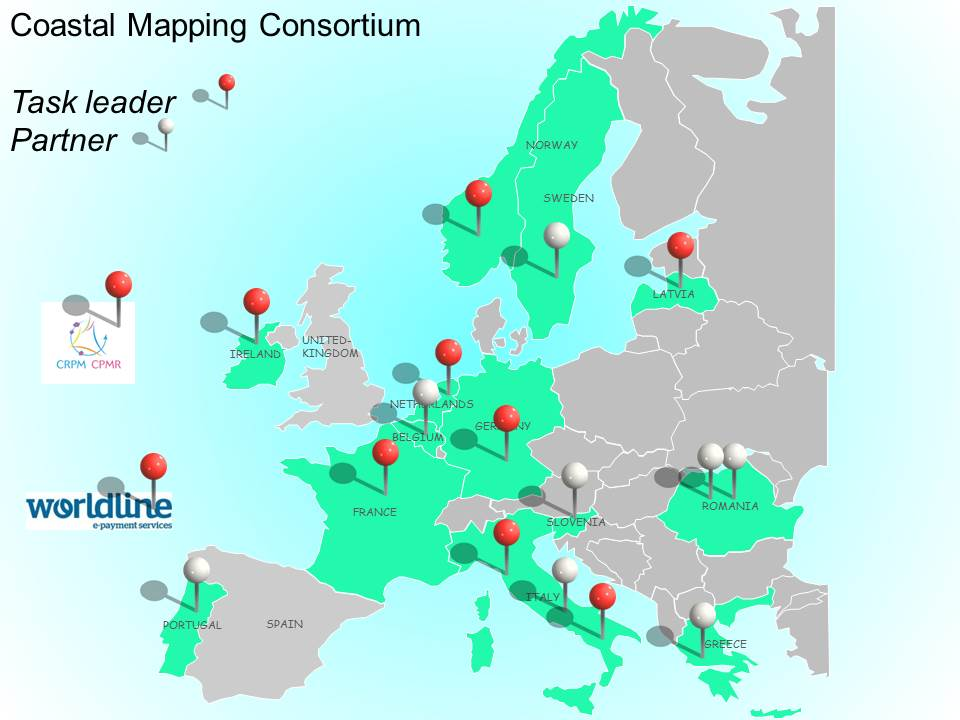 Coastal Mapping Consortium
Task leader
Partner
NORWAY
SWEDEN
LATVIA
IRELAND
UNITED-
KINGDOM
CRPM CPMR
NETHERLANDS
GERMANY
BELGIUM
FRANCE
worldline
e-payment services
SLOVENIA
ROMANIA
ITALY
PORTUGAL
SPAIN
GREECE